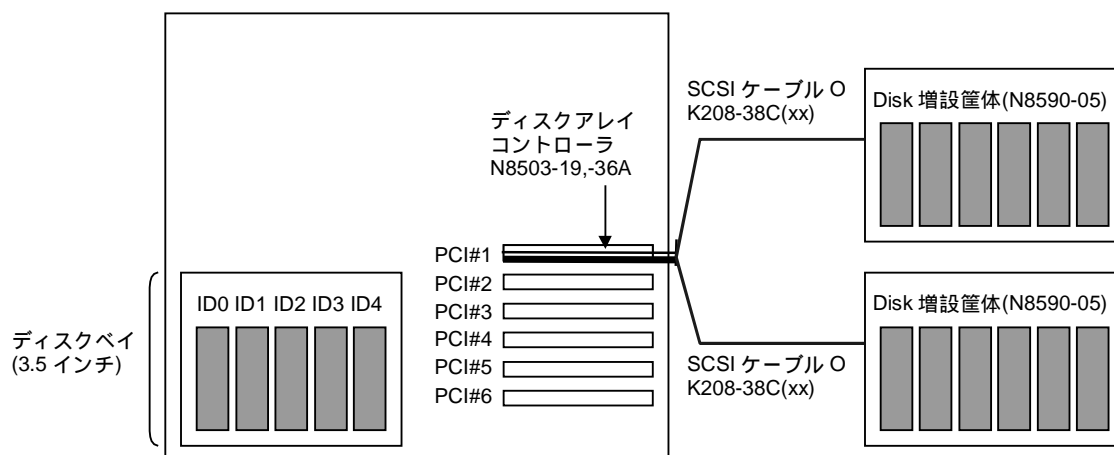 SCSI ケーブル O
K208-38C(xx)
Disk 増設筐体(N8590-05)
ディスクアレイ
コントローラ
N8503-19,-36A
PCI#1
PCI#2
PCI#3
PCI#4
PCI#5
PCI#6
ID0 ID1 ID2 ID3 ID4
ディスクベイ
(3.5 インチ)
Disk 増設筐体(N8590-05)
SCSI ケーブル O
K208-38C(xx)